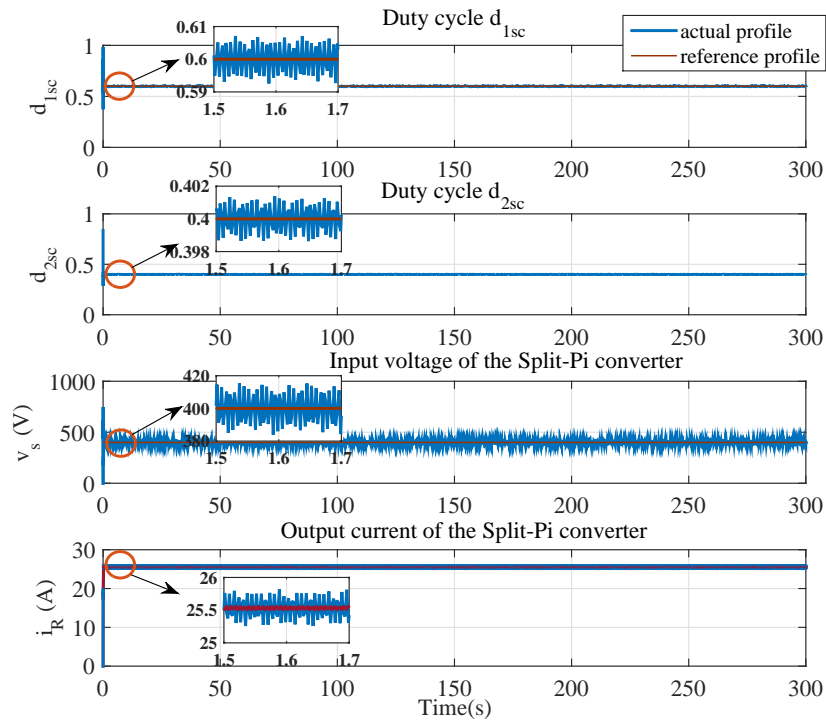 Duty cycle d1sc
actual profile
reference profile
d1sc
1
0.5
0
0.61
0.6
0.59
1.5 1.6 1.7
0 50 100 150 200 250 300
Duty cycle d2sc
d2sc
1
0.5
0
0.402
0.4
0.398
1.5 1.6 1.7
0 50 100 150 200 250 300
Input voltage of the Split-Pi converter
v_s (V)
1000
500
0
420
400
380
1.5 1.6 1.7
0 50 100 150 200 250 300
Output current of the Split-Pi converter
i_R (A)
30
20
10
0
26
25.5
25
1.5 1.6 1.7
0 50 100 150 200 250 300
Time(s)